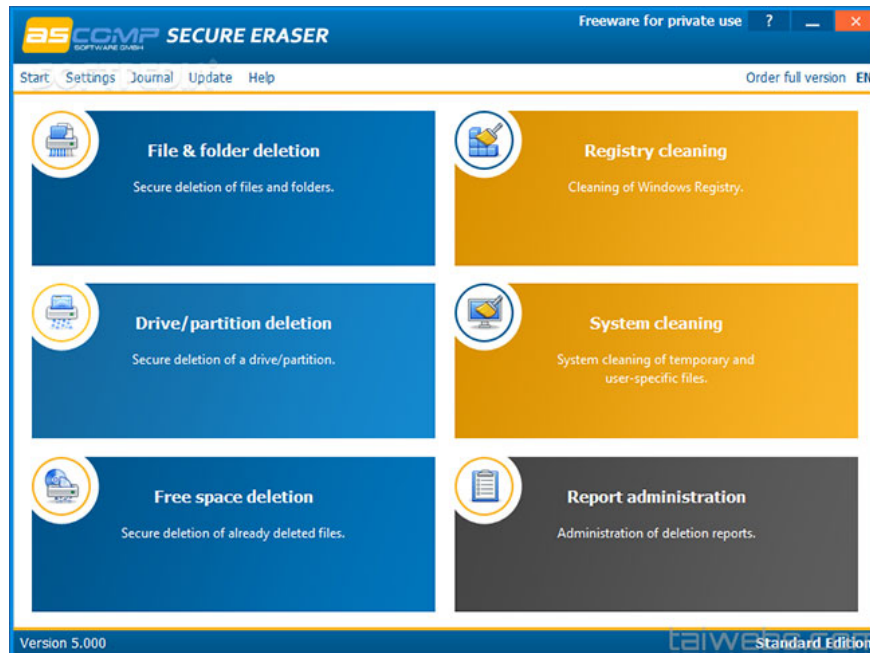 ascomp SECURE ERASER
SOFTWARE GMBH
Freeware for private use ?
Start Settings Journal Update Help
Order full version EN
File & folder deletion
Secure deletion of files and folders.
Registry cleaning
Cleaning of Windows Registry.
Drive/partition deletion
Secure deletion of a drive/partition.
System cleaning
System cleaning of temporary and
user-specific files.
Free space deletion
Secure deletion of already deleted files.
Report administration
Administration of deletion reports.
Version 5.000
Standard Edition